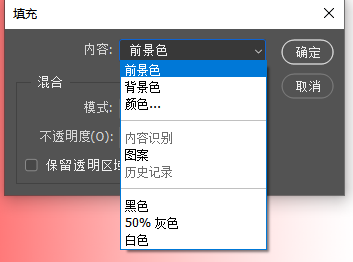 填充
内容: 前景色
确定
前景色
背景色
混合
取消
颜色...
模式:
内容识别
不透明度(O):
图案
保留透明区域
历史记录
黑色
50% 灰色
白色